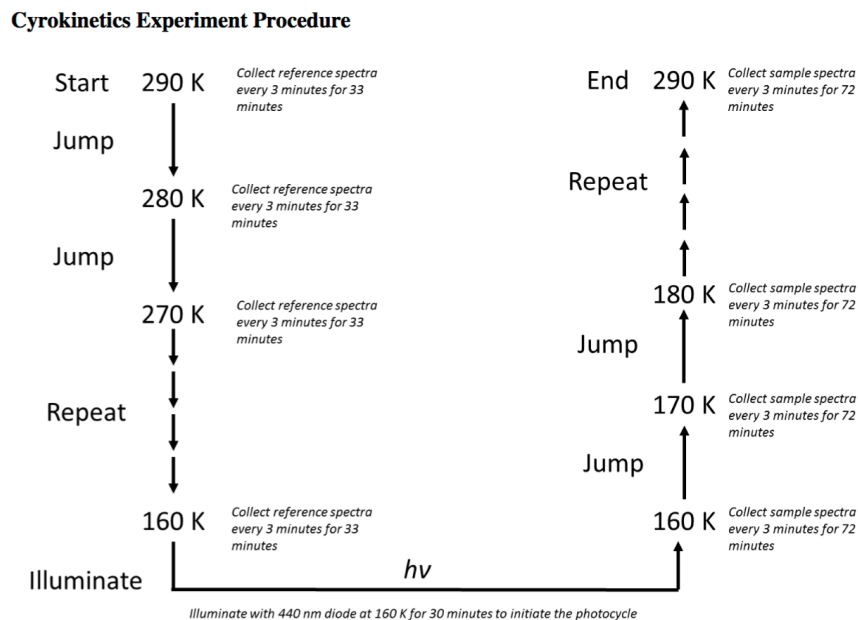 Cyrokinetics Experiment Procedure
Start 290 K
Collect reference spectra
every 3 minutes for 33
minutes
Jump
280 K
Collect reference spectra
every 3 minutes for 33
minutes
Jump
270 K
Collect reference spectra
every 3 minutes for 33
minutes
Repeat
160 K
Collect reference spectra
every 3 minutes for 33
minutes
Illuminate
hν
Illuminate with 440 nm diode at 160 K for 30 minutes to initiate the photocycle
End 290 K
Collect sample spectra
every 3 minutes for 72
minutes
Repeat
180 K
Collect sample spectra
every 3 minutes for 72
minutes
Jump
170 K
Collect sample spectra
every 3 minutes for 72
minutes
Jump
160 K
Collect sample spectra
every 3 minutes for 72
minutes